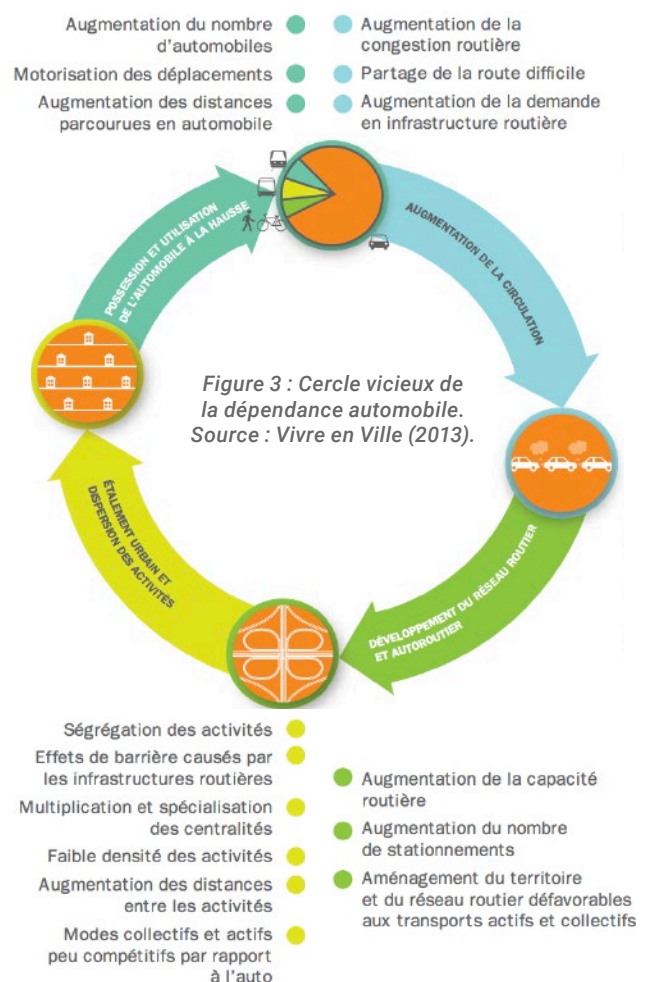 Augmentation du nombre
d'automobiles
Motorisation des déplacements
Augmentation des distances
parcourues en automobile
Augmentation de la
congestion routière
Partage de la route difficile
Augmentation de la demande
en infrastructure routière
POSSESSION ET UTILISATION
DE L'AUTOMOBILE À LA HAUSSE
AUGMENTATION DE LA CIRCULATION
Figure 3 : Cercle vicieux de
la dépendance automobile.
Source : Vivre en Ville (2013).
ÉTALEMENT URBAIN ET
DISPERSION DES ACTIVITÉS
DÉVELOPPEMENT DU RÉSEAU ROUTIER
ET AUTOROUTIER
Ségrégation des activités
Effets de barrière causés par
les infrastructures routières
Multiplication et spécialisation
des centralités
Faible densité des activités
Augmentation des distances
entre les activités
Modes collectifs et actifs
peu compétitifs par rapport
à l'auto
Augmentation de la capacité
routière
Augmentation du nombre
de stationnements
Aménagement du territoire
et du réseau routier défavorables
aux transports actifs et collectifs